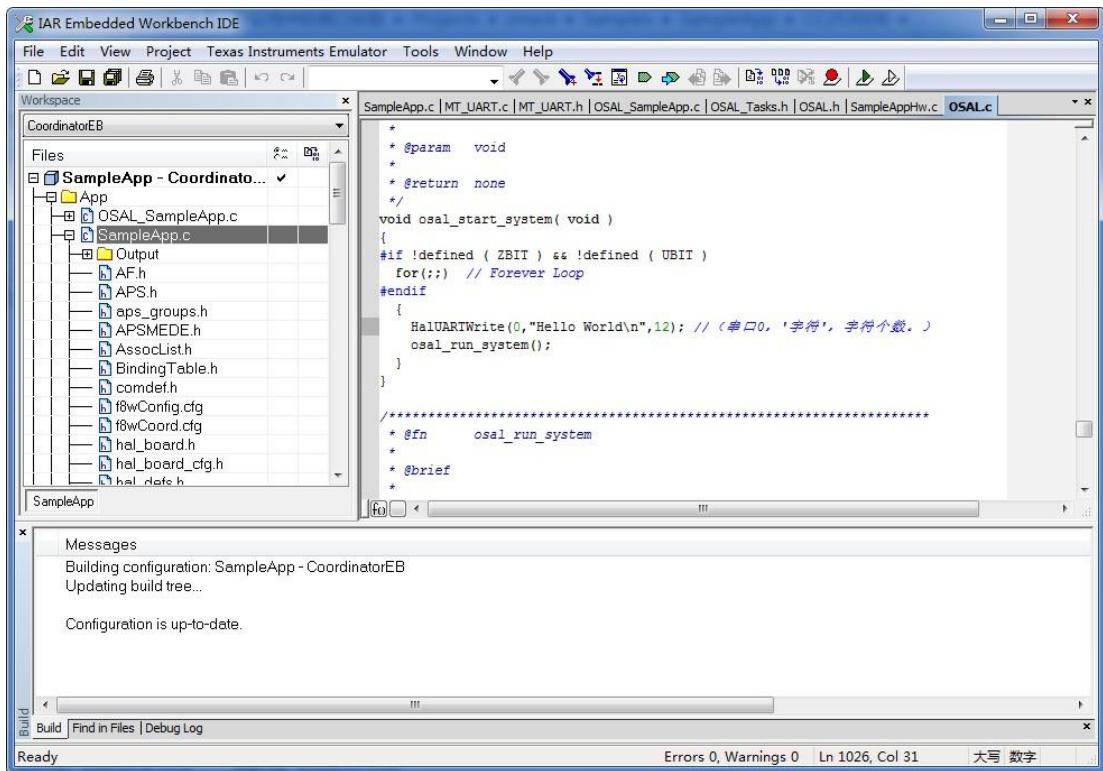 IAR Embedded Workbench IDE
File Edit View Project Texas Instruments Emulator Tools Window Help
Workspace
CoordinatorEB
Files
SampleApp - Coordinato...
App
OSAL_SampleApp.c
SampleApp.c
Output
AF.h
APS.h
aps_groups.h
APSMEDE.h
AssocList.h
BindingTable.h
comdef.h
f8wConfig.cfg
f8wCoord.cfg
hal_board.h
hal_board_cfg.h
hal_defs.h
SampleApp
SampleApp.c | MT_UART.c | MT_UART.h | OSAL_SampleApp.c | OSAL_Tasks.h | OSAL.h | SampleAppHw.c OSAL.c
*
* @param void
*
* @return none
*/
void osal_start_system( void )
{
#if !defined ( ZBIT ) && !defined ( UBIT )
for(;;) // Forever Loop
#endif
{
HalUARTWrite(0,"Hello World\n",12); // (串口0，'字符'，字符个数。)
osal_run_system();
}
}
/*********************************************************************
* @fn osal_run_system
*
* @brief
*
Messages
Building configuration: SampleApp - CoordinatorEB
Updating build tree...
Configuration is up-to-date.
Build
Build Find in Files | Debug Log
Ready Errors 0, Warnings 0 Ln 1026, Col 31 大写 数字